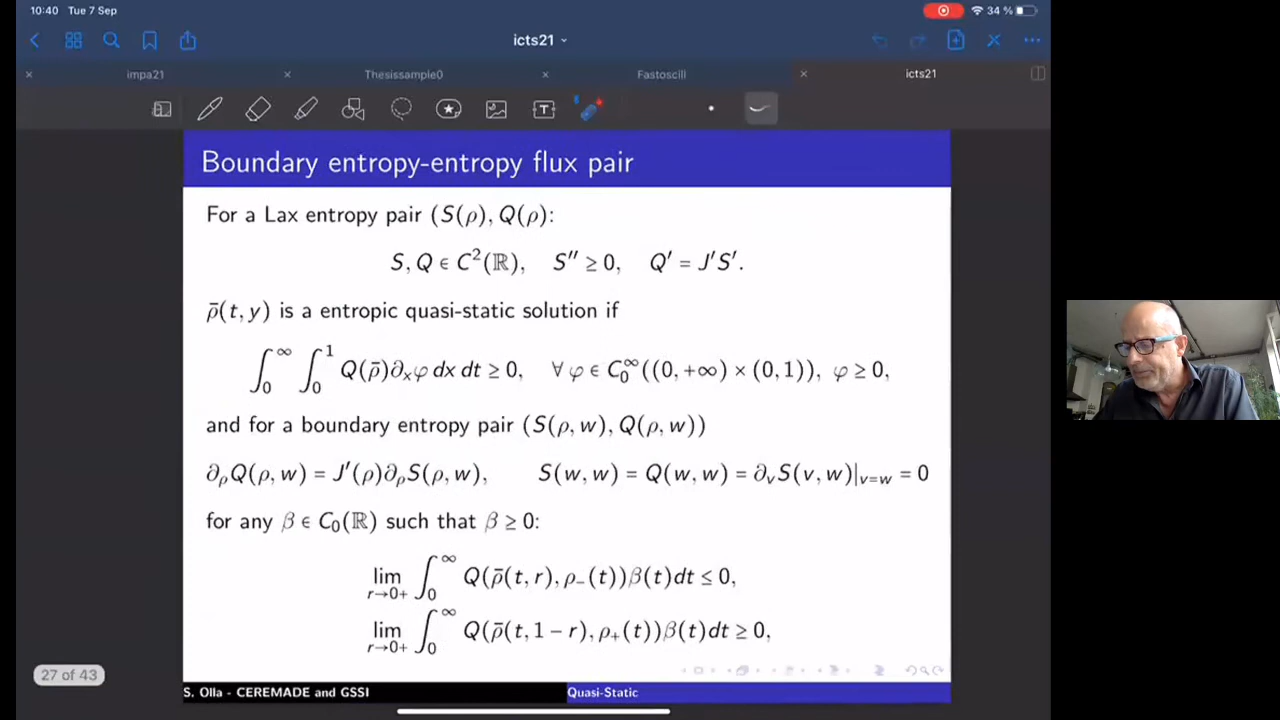 10:40 Tue 7 Sep 34 %
icts21
impa21 Thesissample0 Fastoscill icts21
Boundary entropy-entropy flux pair
For a Lax entropy pair (S(ρ), Q(ρ):
S, Q ∈ C²(ℝ), S″ ≥ 0, Q′ = J′S′.
ρ̄(t, y) is a entropic quasi-static solution if
∫₀^∞ ∫₀¹ Q(ρ̄)∂ₓφ dx dt ≥ 0, ∀ φ ∈ C₀^∞((0, +∞) × (0, 1)), φ ≥ 0,
and for a boundary entropy pair (S(ρ, w), Q(ρ, w))
∂ᵨQ(ρ, w) = J′(ρ)∂ᵨS(ρ, w), S(w, w) = Q(w, w) = ∂ᵥS(v, w)|ᵥ₌w = 0
for any β ∈ C₀(ℝ) such that β ≥ 0:
lim_{r→0+} ∫₀^∞ Q(ρ̄(t, r), ρ₋(t))β(t)dt ≤ 0,
lim_{r→0+} ∫₀^∞ Q(ρ̄(t, 1 − r), ρ₊(t))β(t)dt ≥ 0,
27 of 43
S. Olla - CEREMADE and GSSI Quasi-Static